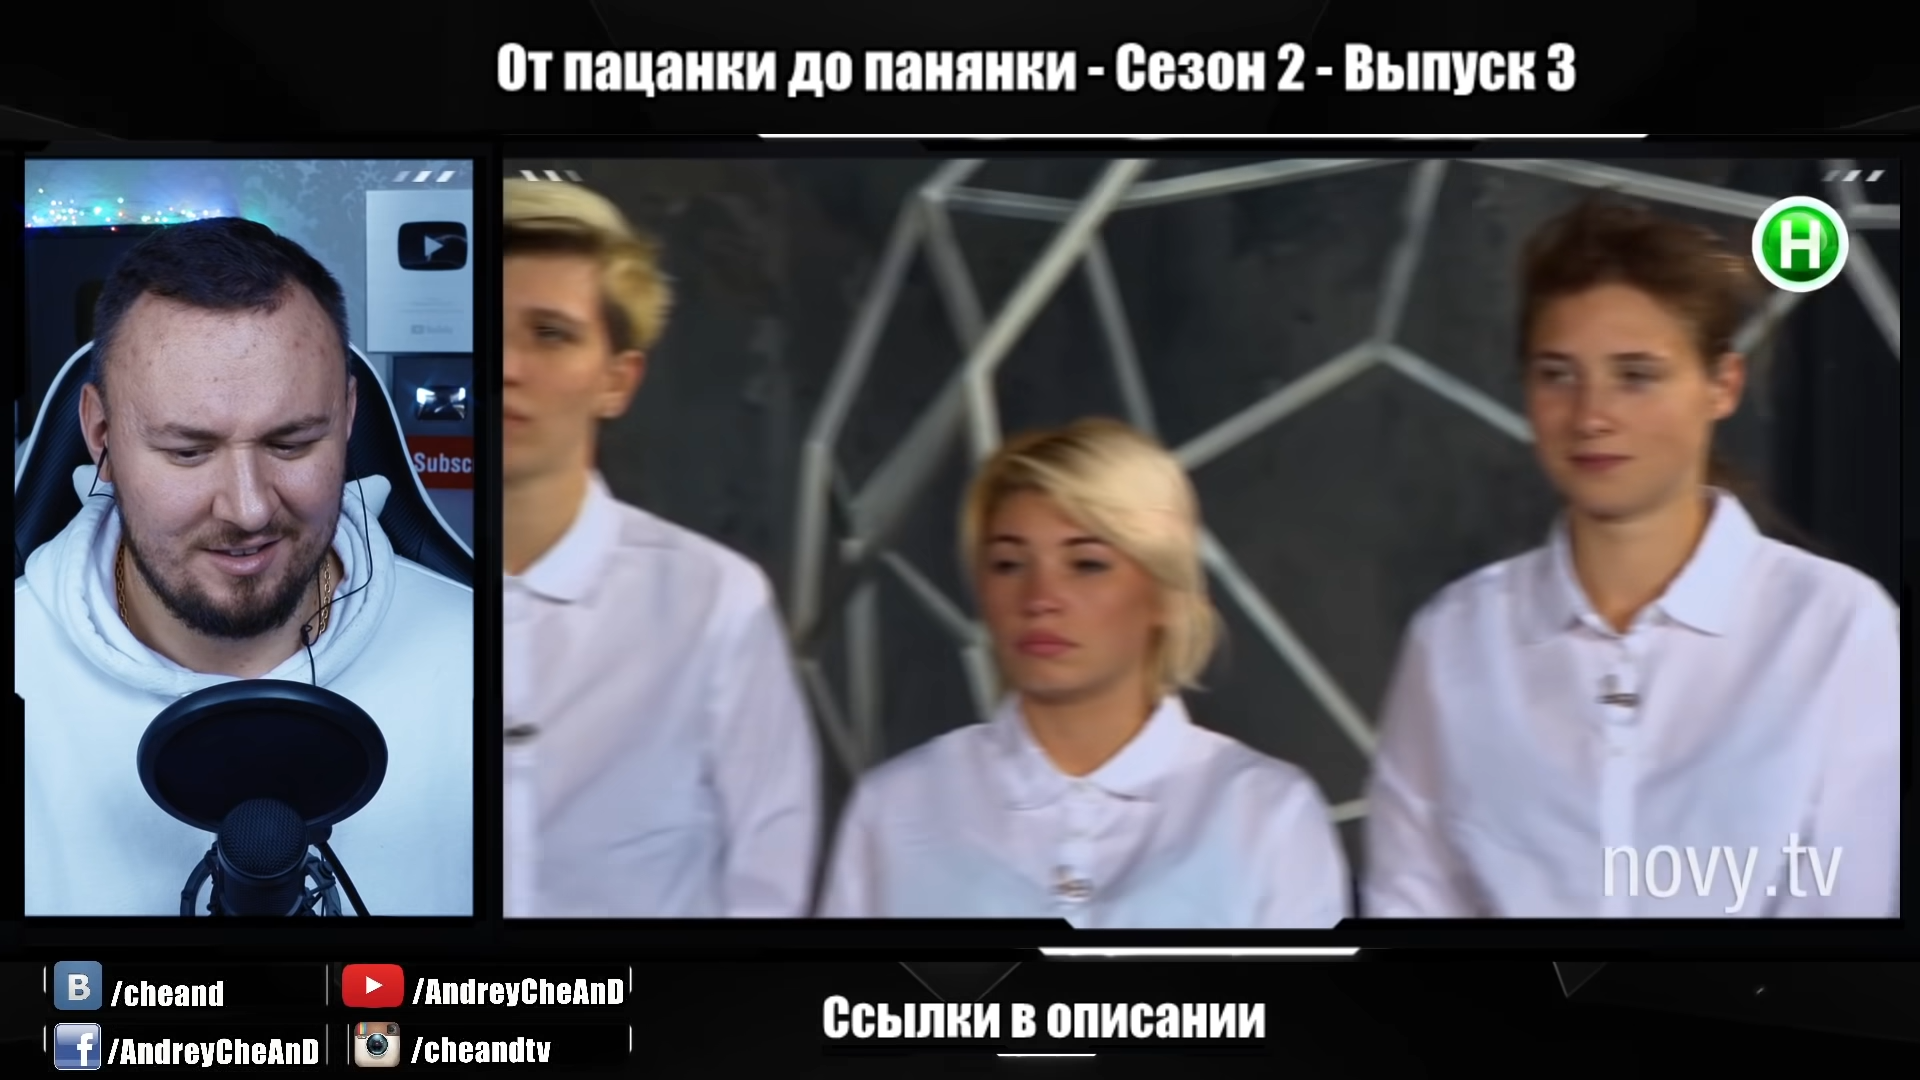 От пацанки до панянки - Сезон 2 - Выпуск 3
Subsc
H
novy.tv
B /cheand
/AndreyCheAnD
f /AndreyCheAnD
/cheandtv
Ссылки в описании